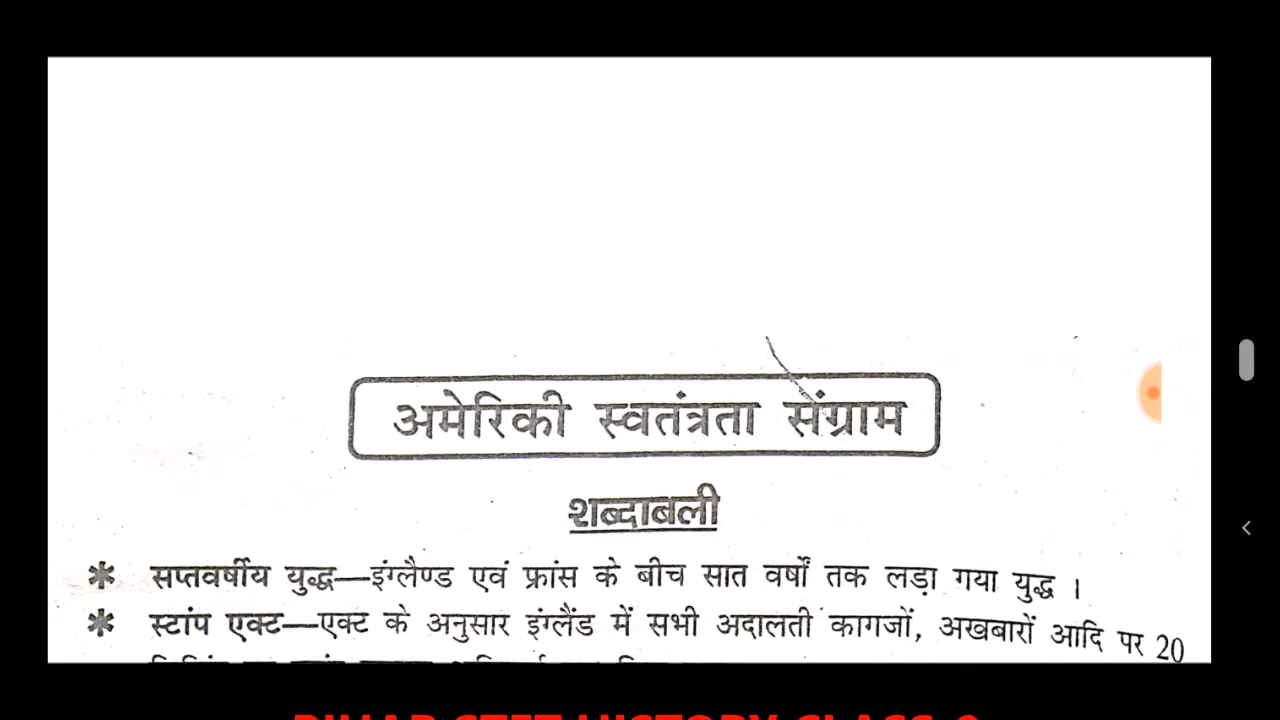 अमेरिकी स्वतंत्रता संग्राम
शब्दाबली
* सप्तवर्षीय युद्ध—इंग्लैण्ड एवं फ्रांस के बीच सात वर्षों तक लड़ा गया युद्ध ।
* स्टांप एक्ट—एक्ट के अनुसार इंग्लैंड में सभी अदालती कागजों, अखबारों आदि पर 20